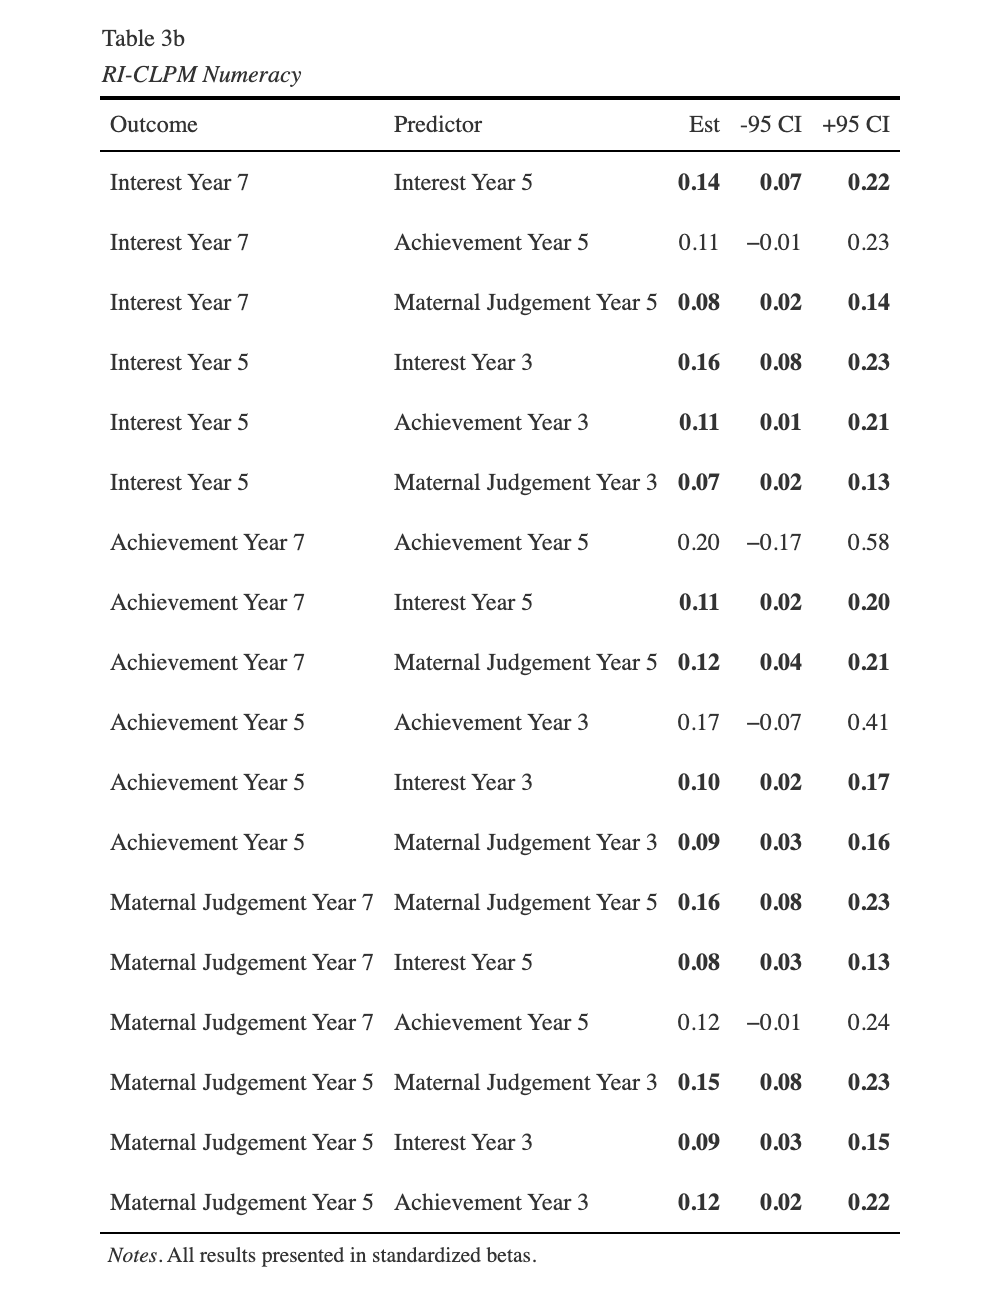 Table 3b
RI-CLPM Numeracy
Outcome Predictor Est -95 CI +95 CI
Interest Year 7 Interest Year 5 0.14 0.07 0.22
Interest Year 7 Achievement Year 5 0.11 −0.01 0.23
Interest Year 7 Maternal Judgement Year 5 0.08 0.02 0.14
Interest Year 5 Interest Year 3 0.16 0.08 0.23
Interest Year 5 Achievement Year 3 0.11 0.01 0.21
Interest Year 5 Maternal Judgement Year 3 0.07 0.02 0.13
Achievement Year 7 Achievement Year 5 0.20 −0.17 0.58
Achievement Year 7 Interest Year 5 0.11 0.02 0.20
Achievement Year 7 Maternal Judgement Year 5 0.12 0.04 0.21
Achievement Year 5 Achievement Year 3 0.17 −0.07 0.41
Achievement Year 5 Interest Year 3 0.10 0.02 0.17
Achievement Year 5 Maternal Judgement Year 3 0.09 0.03 0.16
Maternal Judgement Year 7 Maternal Judgement Year 5 0.16 0.08 0.23
Maternal Judgement Year 7 Interest Year 5 0.08 0.03 0.13
Maternal Judgement Year 7 Achievement Year 5 0.12 −0.01 0.24
Maternal Judgement Year 5 Maternal Judgement Year 3 0.15 0.08 0.23
Maternal Judgement Year 5 Interest Year 3 0.09 0.03 0.15
Maternal Judgement Year 5 Achievement Year 3 0.12 0.02 0.22
Notes. All results presented in standardized betas.